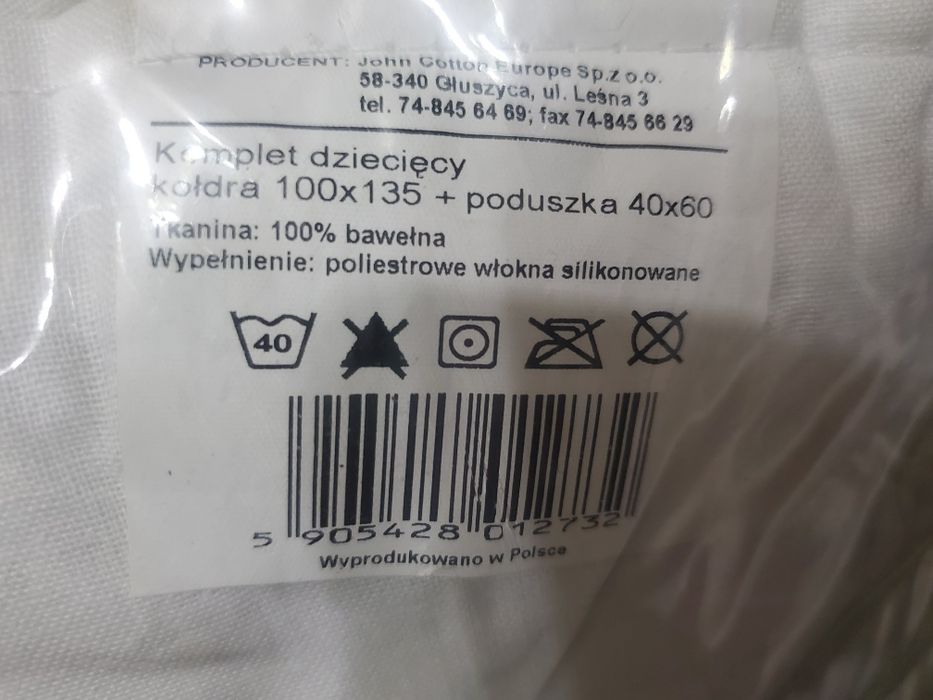 PRODUCENT: John Cotton Europe Sp.z o.o.
58-340 Głuszyca, ul. Leśna 3
tel. 74-845 64 69; fax 74-845 66 29
Komplet dziecięcy
kołdra 100x135 + poduszka 40x60
Tkanina: 100% bawełna
Wypełnienie: poliestrowe włokna silikonowane
40
5 905428 012732
Wyprodukowano w Polsce